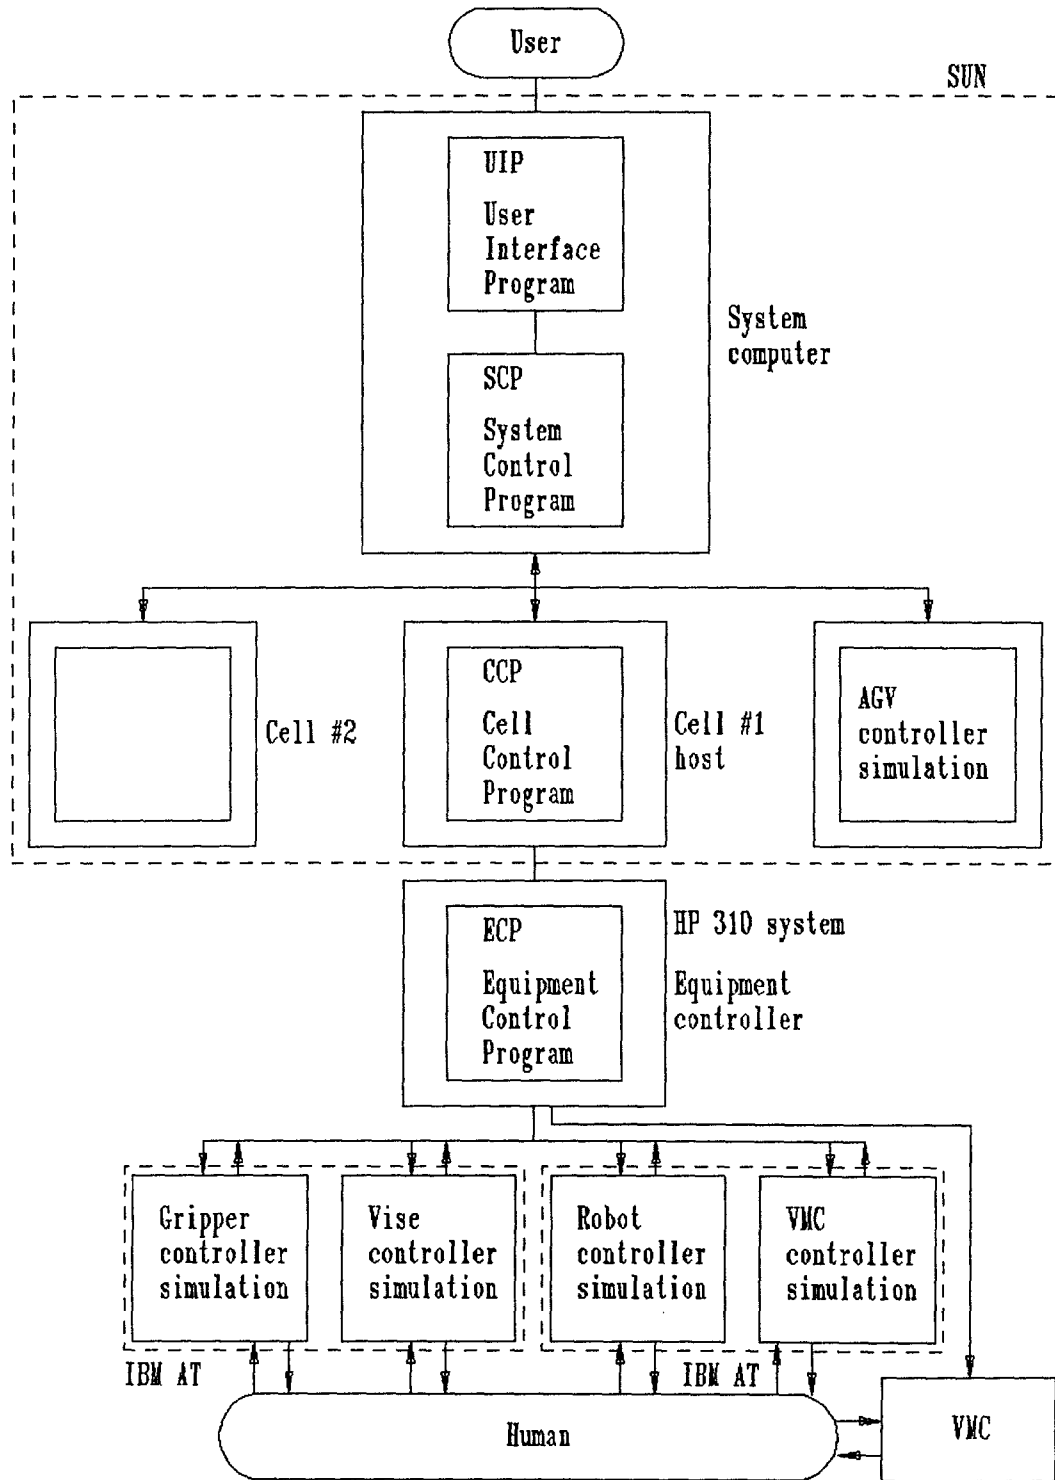 User
SUN
UIP
User
Interface
Program
System
computer
SCP
System
Control
Program
Cell #2
CCP
Cell
Control
Program
Cell #1
host
AGV
controller
simulation
ECP
Equipment
Control
Program
HP 310 system
Equipment
controller
Gripper
controller
simulation
Vise
controller
simulation
Robot
controller
simulation
VMC
controller
simulation
IBM AT
IBM AT
Human
VMC